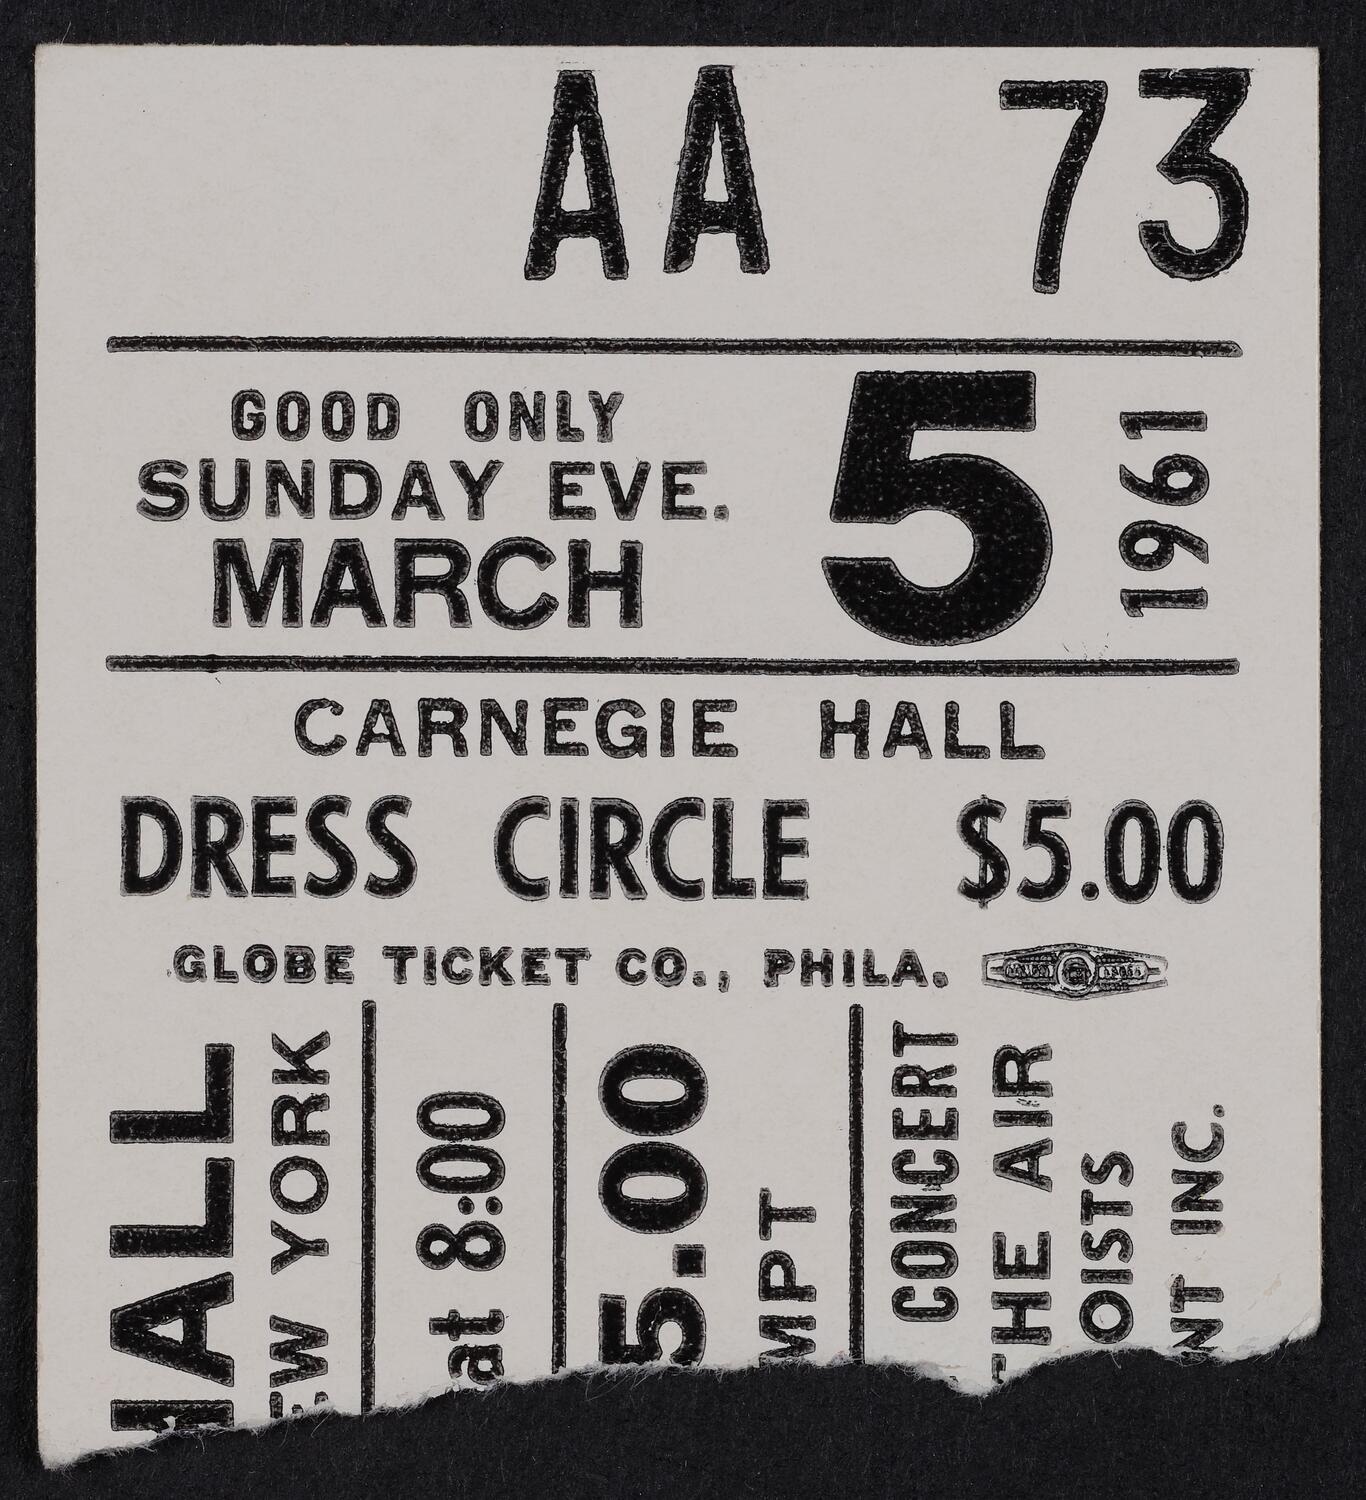 AA 73
GOOD ONLY
SUNDAY EVE.
MARCH 5 1961
CARNEGIE HALL
DRESS CIRCLE $5.00
GLOBE TICKET CO., PHILA.
HALL
EW YORK
at 8:00
5.00
MPT
CONCERT
THE AIR
OISTS
NT INC.